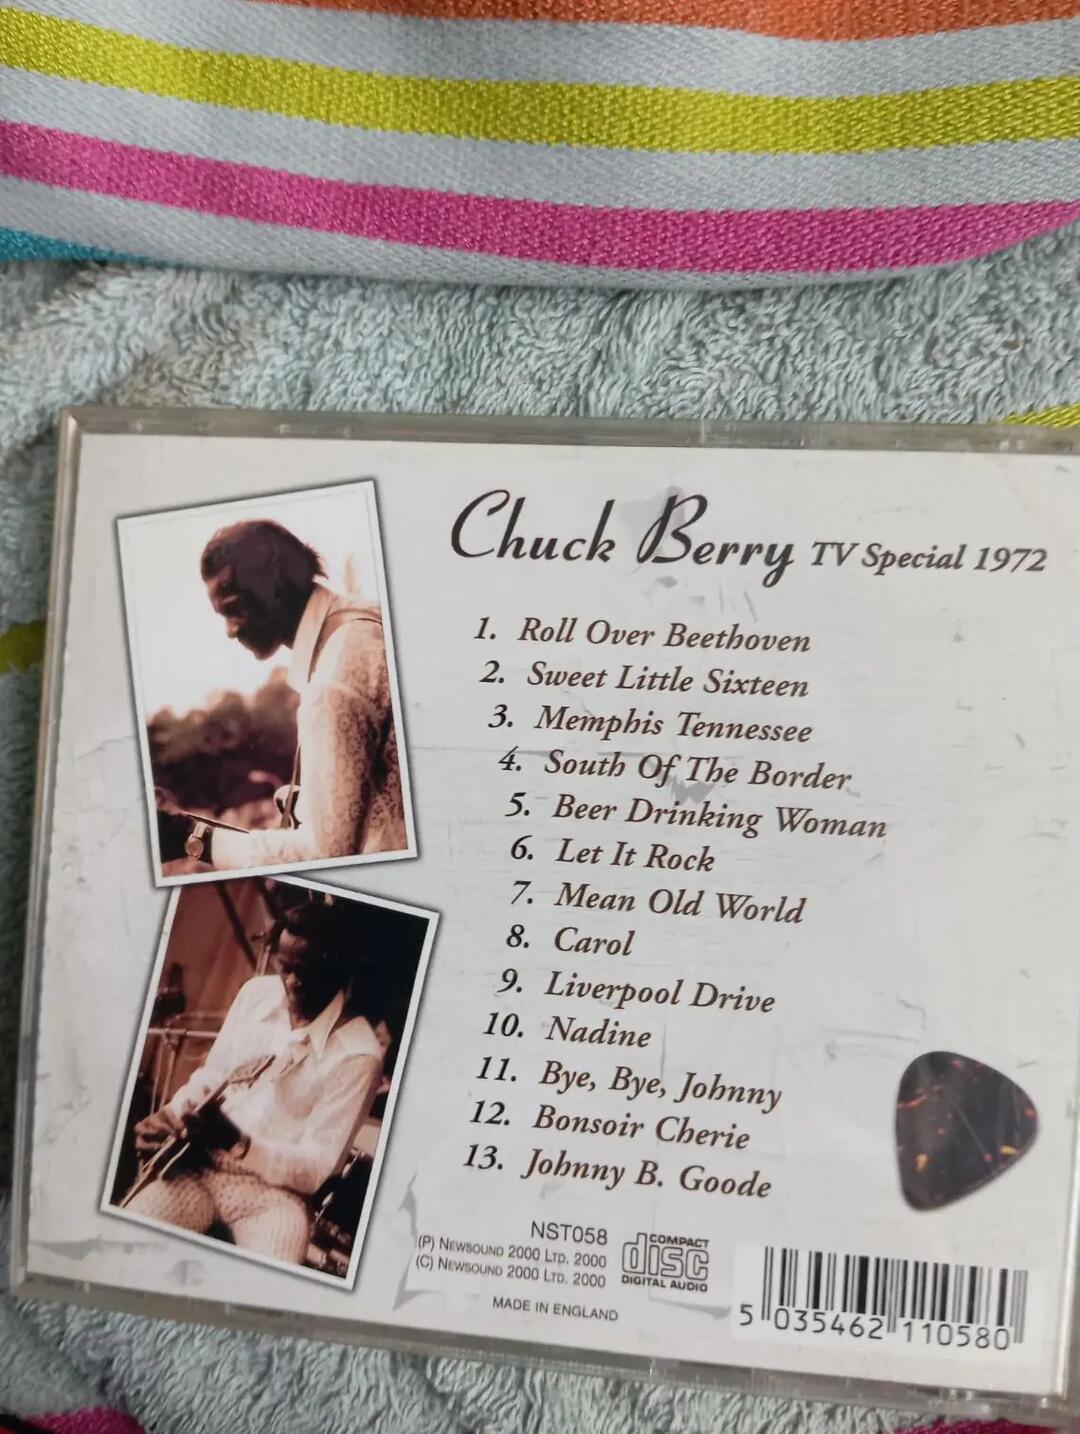 Chuck Berry TV Special 1972
1. Roll Over Beethoven
2. Sweet Little Sixteen
3. Memphis Tennessee
4. South Of The Border
5. Beer Drinking Woman
6. Let It Rock
7. Mean Old World
8. Carol
9. Liverpool Drive
10. Nadine
11. Bye, Bye, Johnny
12. Bonsoir Cherie
13. Johnny B. Goode
NST058
(P) NEWSOUND 2000 LTD. 2000
(C) NEWSOUND 2000 LTD. 2000
MADE IN ENGLAND
COMPACT
disc
DIGITAL AUDIO
5 035462 110580